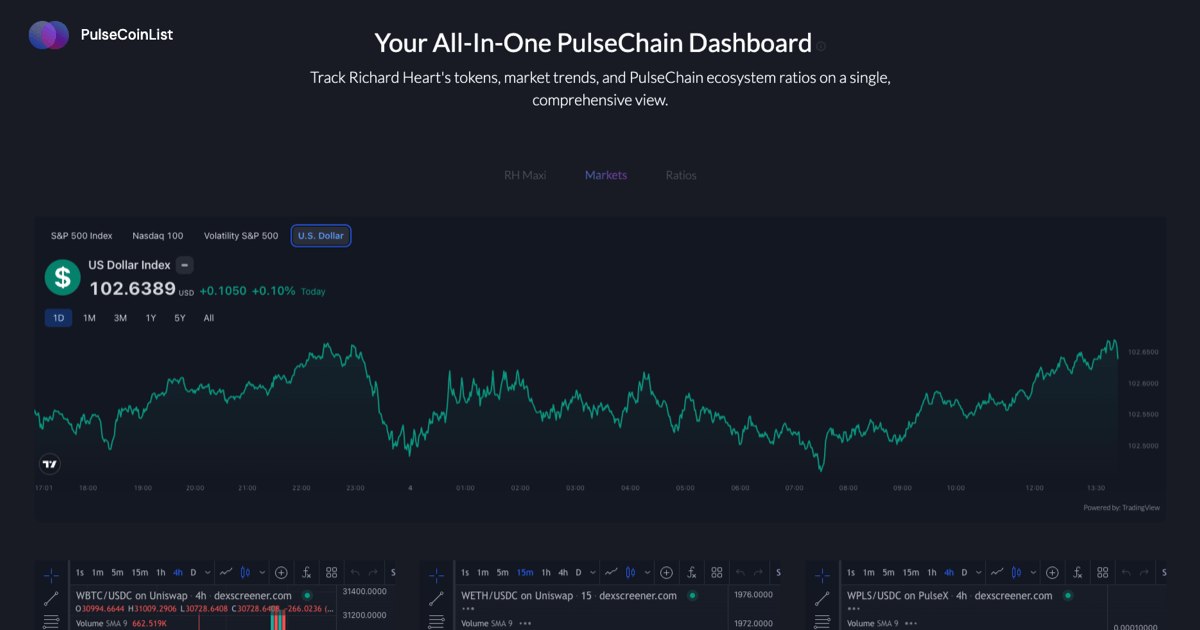 PulseCoinList
Your All-In-One PulseChain Dashboard
Track Richard Heart's tokens, market trends, and PulseChain ecosystem ratios on a single,
comprehensive view.
RH Maxi Markets Ratios
S&P 500 Index Nasdaq 100 Volatility S&P 500 U.S. Dollar
US Dollar Index
$
102.6389 USD +0.1050 +0.10% Today
1D 1M 3M 1Y 5Y All
102.6500
102.6000
102.5500
102.5000
17:01 18:00 19:00 20:00 21:00 22:00 23:00 4 01:00 02:00 03:00 04:00 05:00 06:00 07:00 08:00 09:00 10:00 12:00 13:30
Powered by: TradingView
1s 1m 5m 15m 1h 4h D S
WBTC/USDC on Uniswap · 4h · dexscreener.com
31400.0000
O30994.6644 H31009.2906 L30728.6408 C30728.6408 -266.0236 (...
31200.0000
Volume SMA 9 662.519K
1s 1m 5m 15m 1h 4h D S
WETH/USDC on Uniswap · 15 · dexscreener.com
1976.0000
Volume SMA 9
1972.0000
1s 1m 5m 15m 1h 4h D S
WPLS/USDC on PulseX · 4h · dexscreener.com
Volume SMA 9
0.00010000